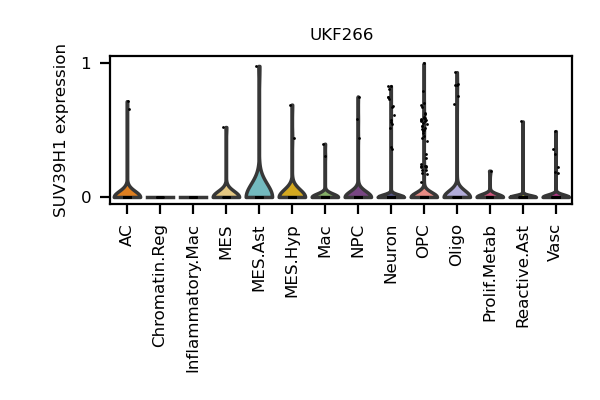 UKF266
SUV39H1 expression
1
0
AC
Chromatin.Reg
Inflammatory.Mac
MES
MES.Ast
MES.Hyp
Mac
NPC
Neuron
OPC
Oligo
Prolif.Metab
Reactive.Ast
Vasc